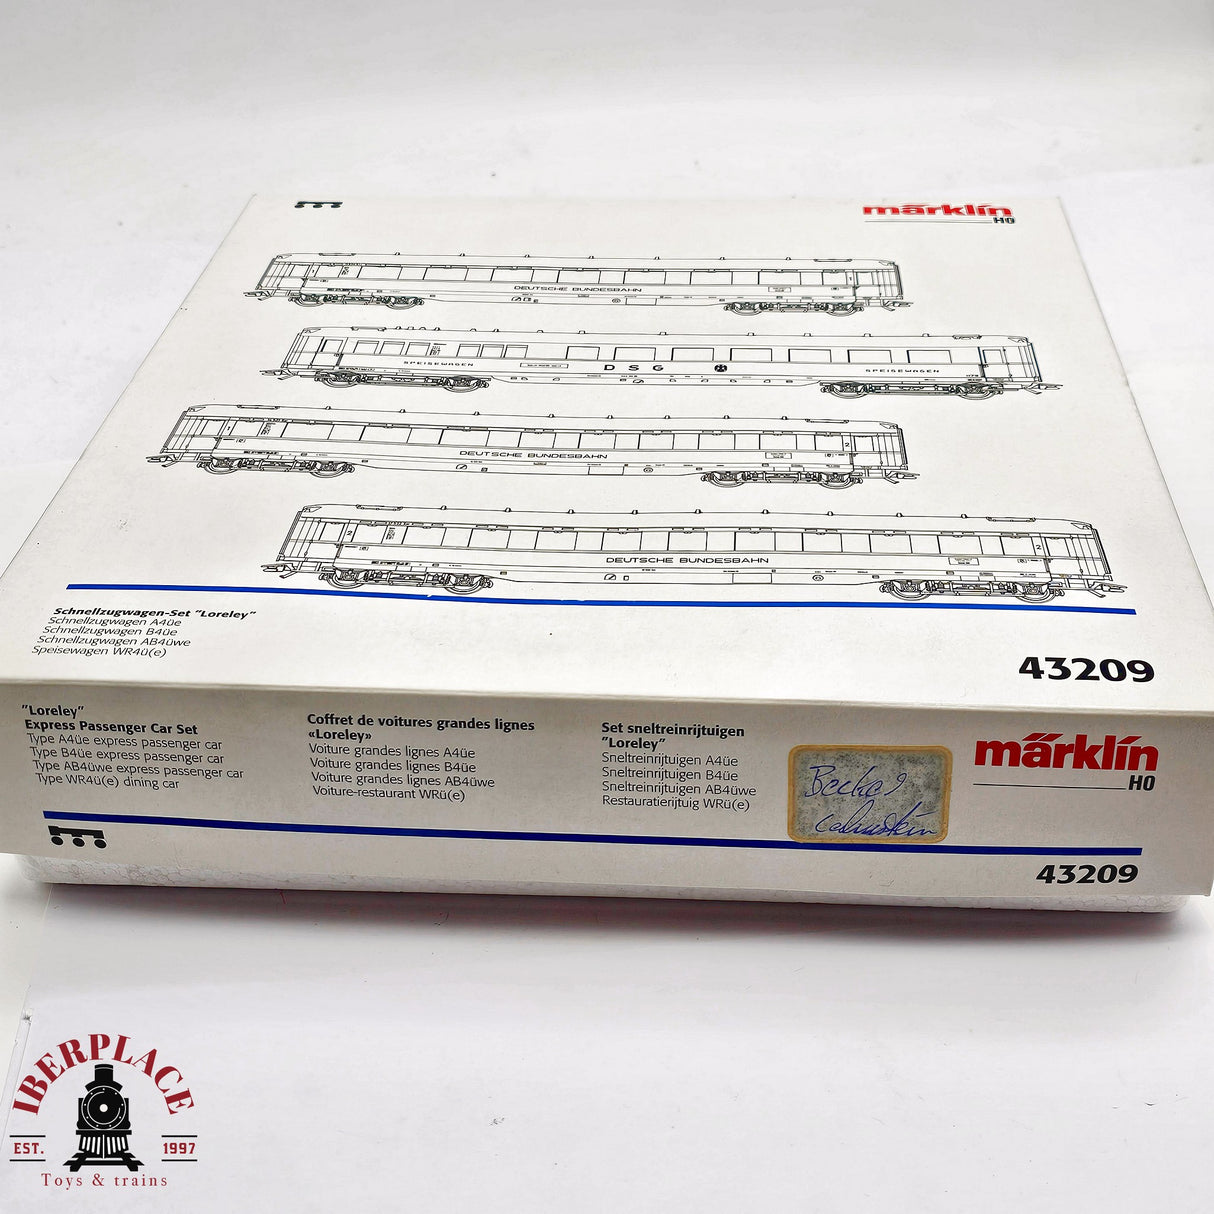 märklin
HO
DEUTSCHE BUNDESBAHN
SPEISEWAGEN
DSG
SPEISEWAGEN
DEUTSCHE BUNDESBAHN
DEUTSCHE BUNDESBAHN
Schnellzugwagen-Set "Loreley"
Schnellzugwagen A4üe
Schnellzugwagen B4üe
Schnellzugwagen AB4üwe
Speisewagen WR4ü(e)
43209
"Loreley"
Express Passenger Car Set
Type A4üe express passenger car
Type B4üe express passenger car
Type AB4üwe express passenger car
Type WR4ü(e) dining car
Coffret de voitures grandes lignes
«Loreley»
Voiture grandes lignes A4üe
Voiture grandes lignes B4üe
Voiture grandes lignes AB4üwe
Voiture-restaurant WRü(e)
Set sneltreinrijtuigen
"Loreley"
Sneltreinrijtuigen A4üe
Sneltreinrijtuigen B4üe
Sneltreinrijtuigen AB4üwe
Restauratierijtuig WRü(e)
märklin
HO
43209
IBERPLACE
EST. 1997
Toys & trains